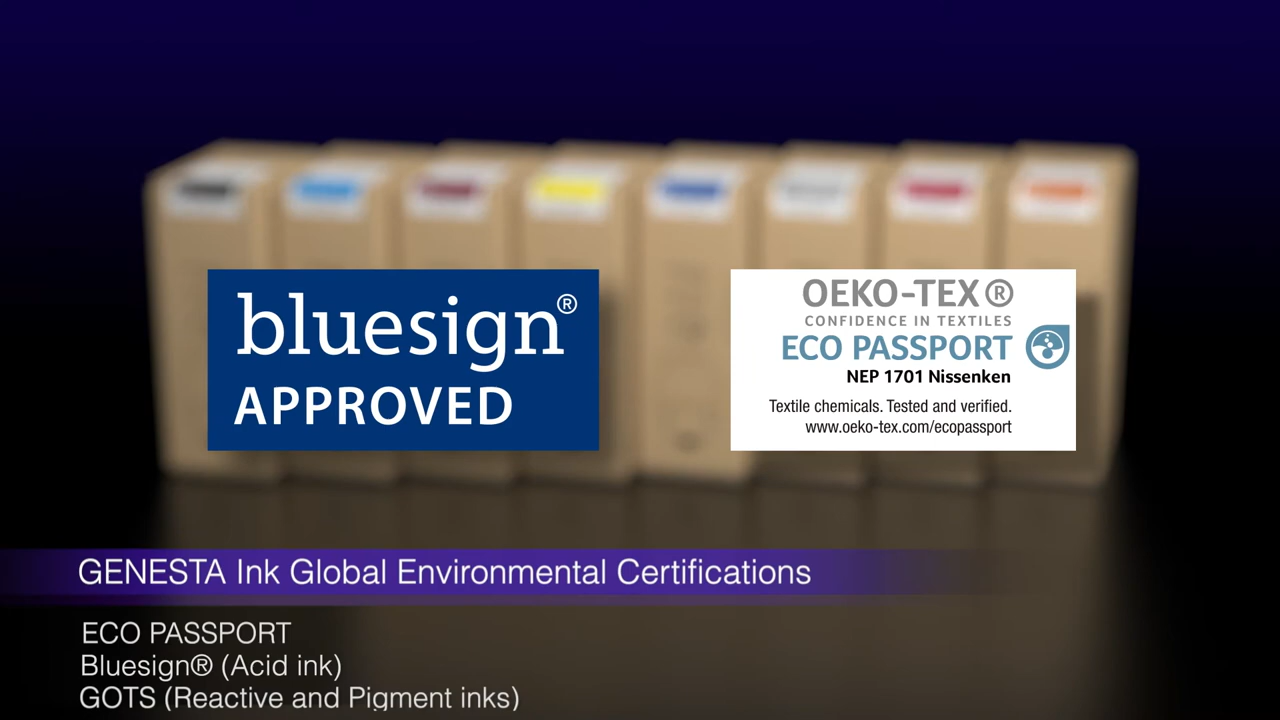 bluesign®
APPROVED
OEKO-TEX®
CONFIDENCE IN TEXTILES
ECO PASSPORT
NEP 1701 Nissenken
Textile chemicals. Tested and verified.
www.oeko-tex.com/ecopassport
GENESTA Ink Global Environmental Certifications
ECO PASSPORT
Bluesign® (Acid ink)
GOTS (Reactive and Pigment inks)